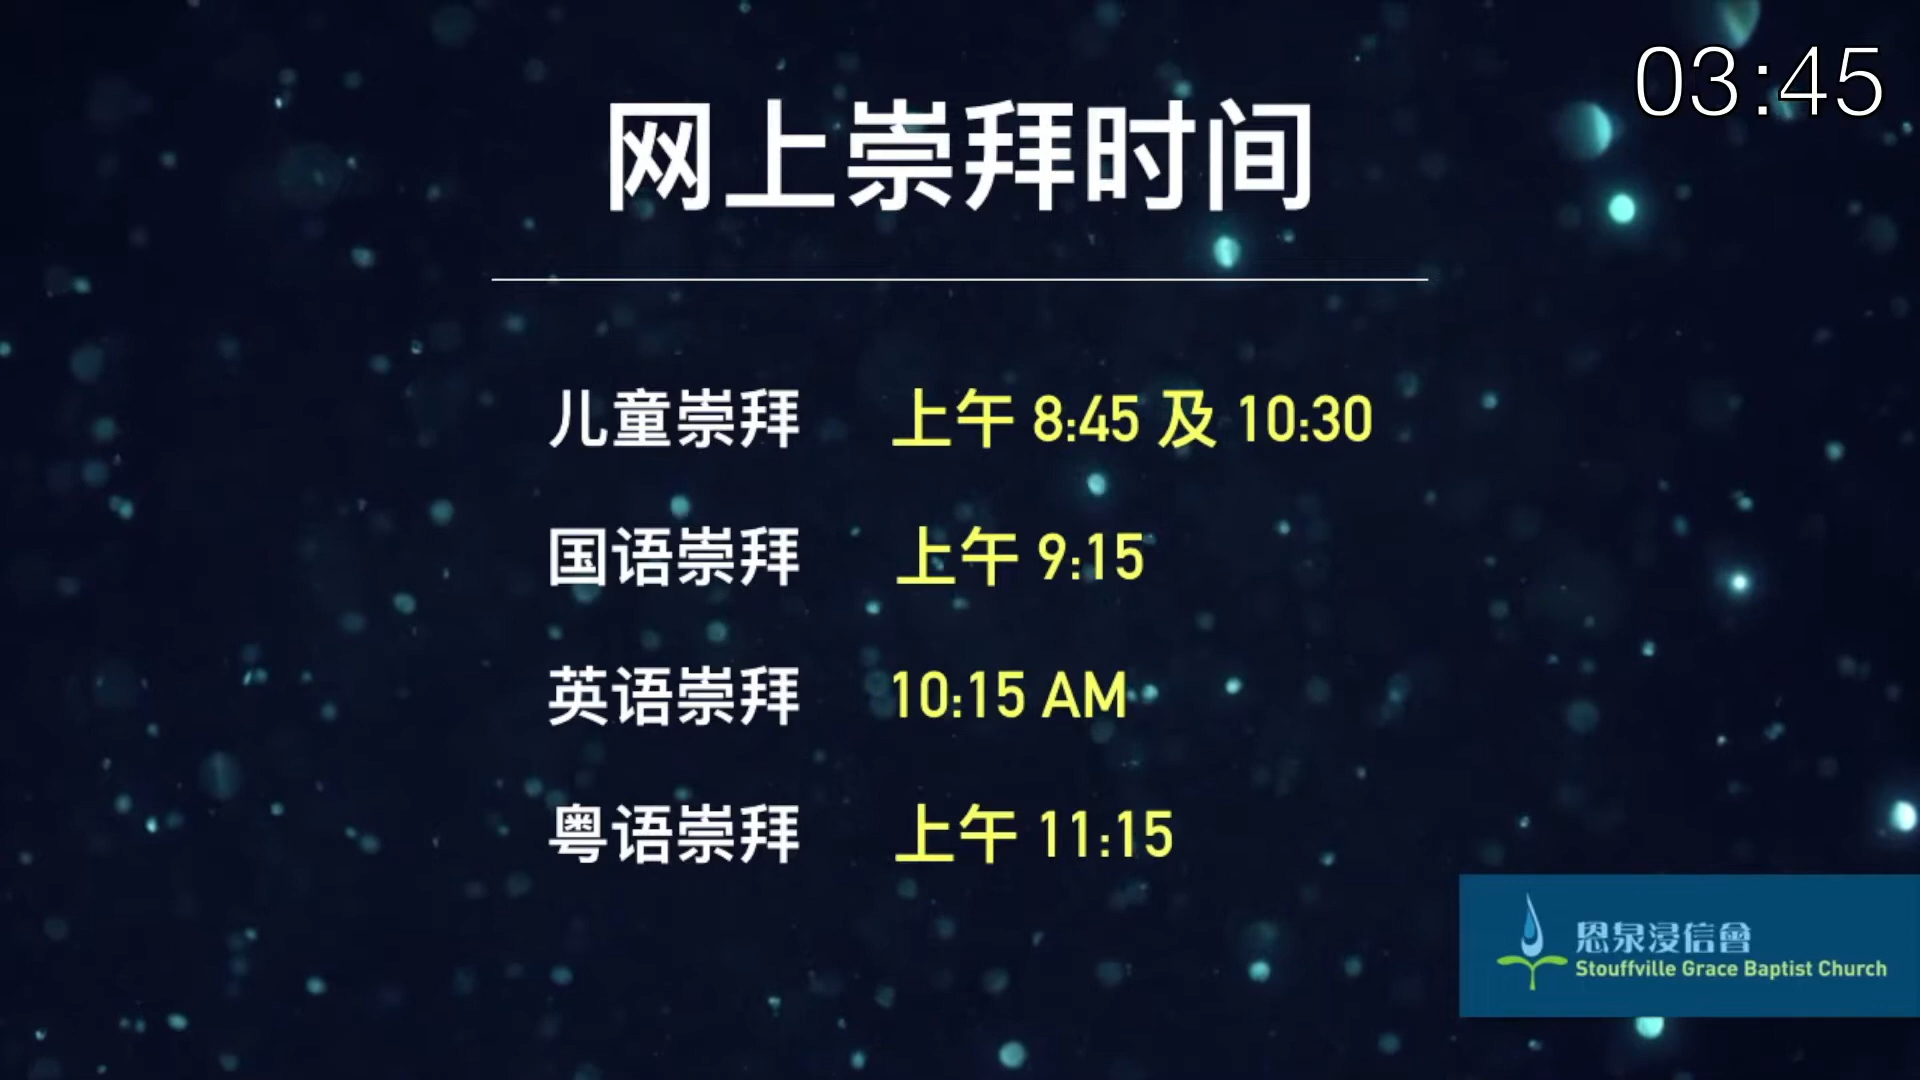 03:45
网上崇拜时间
儿童崇拜 上午 8:45 及 10:30
国语崇拜 上午 9:15
英语崇拜 10:15 AM
粤语崇拜 上午 11:15
恩泉浸信會
Stouffville Grace Baptist Church